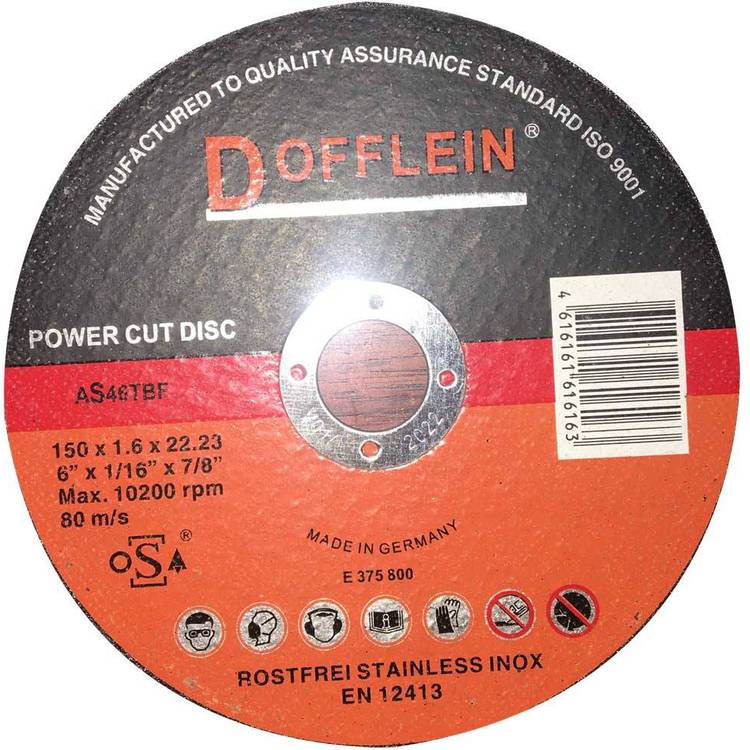 MANUFACTURED TO QUALITY ASSURANCE STANDARD ISO 9001
DOFFLEIN®
POWER CUT DISC
4 616161 616163
AS46TBF
150 x 1.6 x 22.23
6” x 1/16” x 7/8”
Max. 10200 rpm
80 m/s
oSA®
2022
MADE IN GERMANY
E 375 800
ROSTFREI STAINLESS INOX
EN 12413